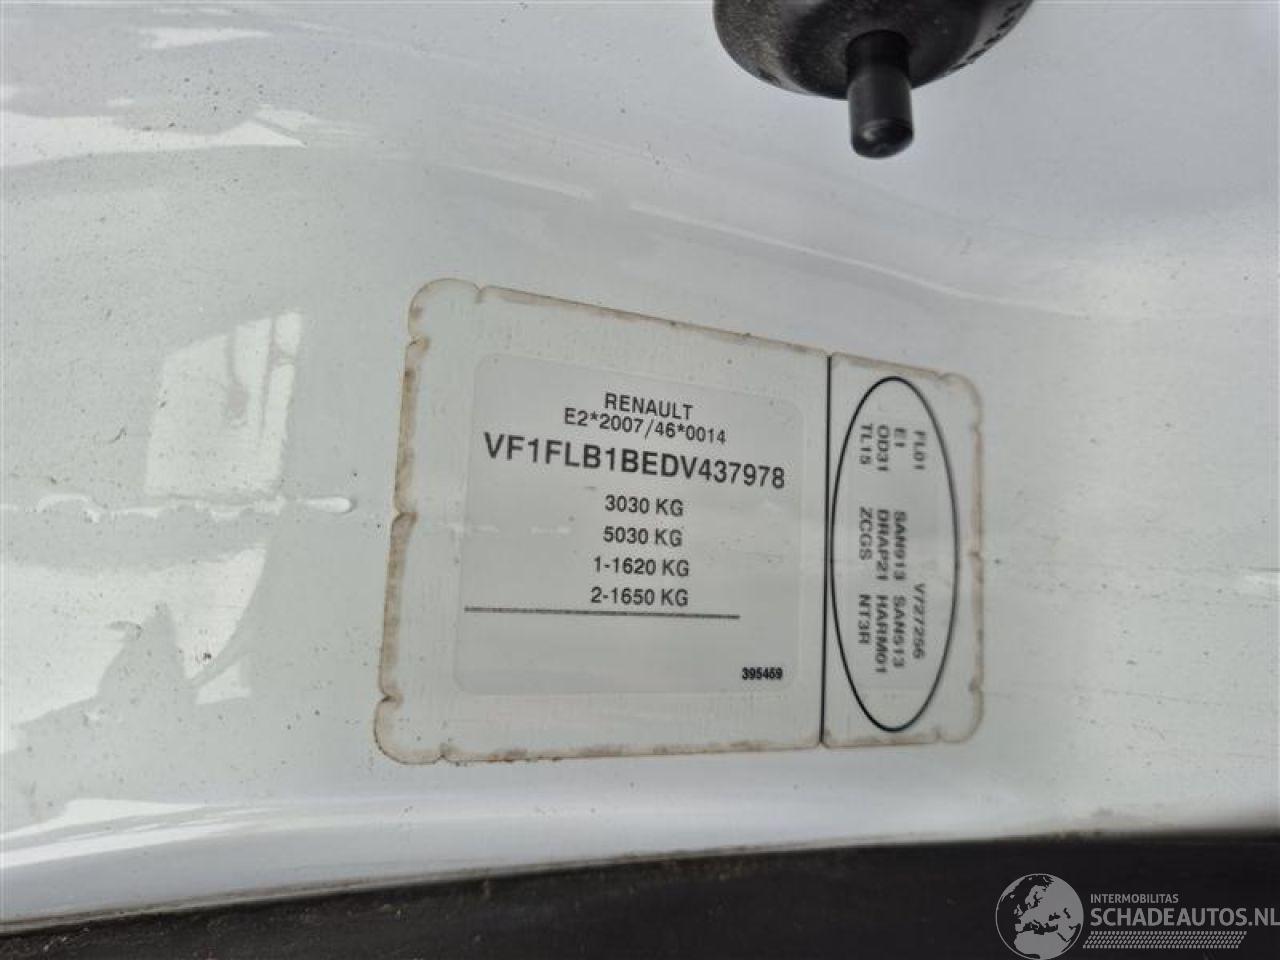 RENAULT
E2*2007/46*0014
VF1FLB1BEDV437978
3030 KG
5030 KG
1-1620 KG
2-1650 KG
395459
FL01 V727256
E1 SAN913 SAN513
OD31 DRAP21 HARM01
TL15 ZCGS NT3R
INTERMOBILITAS
SCHADEAUTOS.NL